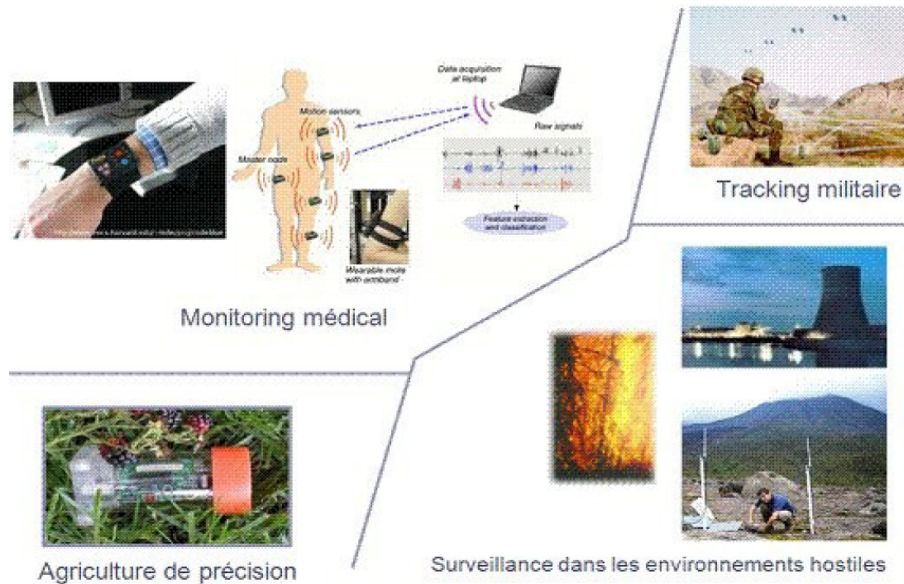 Data acquisition
at laptop
Motion sensors
Raw signals
Master node
Feature extraction
and classification
Wearable mote
with armband
Monitoring médical
Tracking militaire
Agriculture de précision
Surveillance dans les environnements hostiles